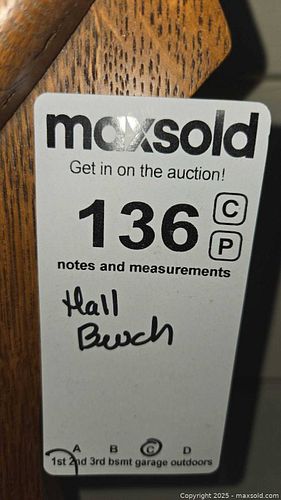 maxsold
Get in on the auction!
136 C
P
notes and measurements
Hall
Bench
A B C D
1st 2nd 3rd bsmt garage outdoors
Copyright 2025 - maxsold.com